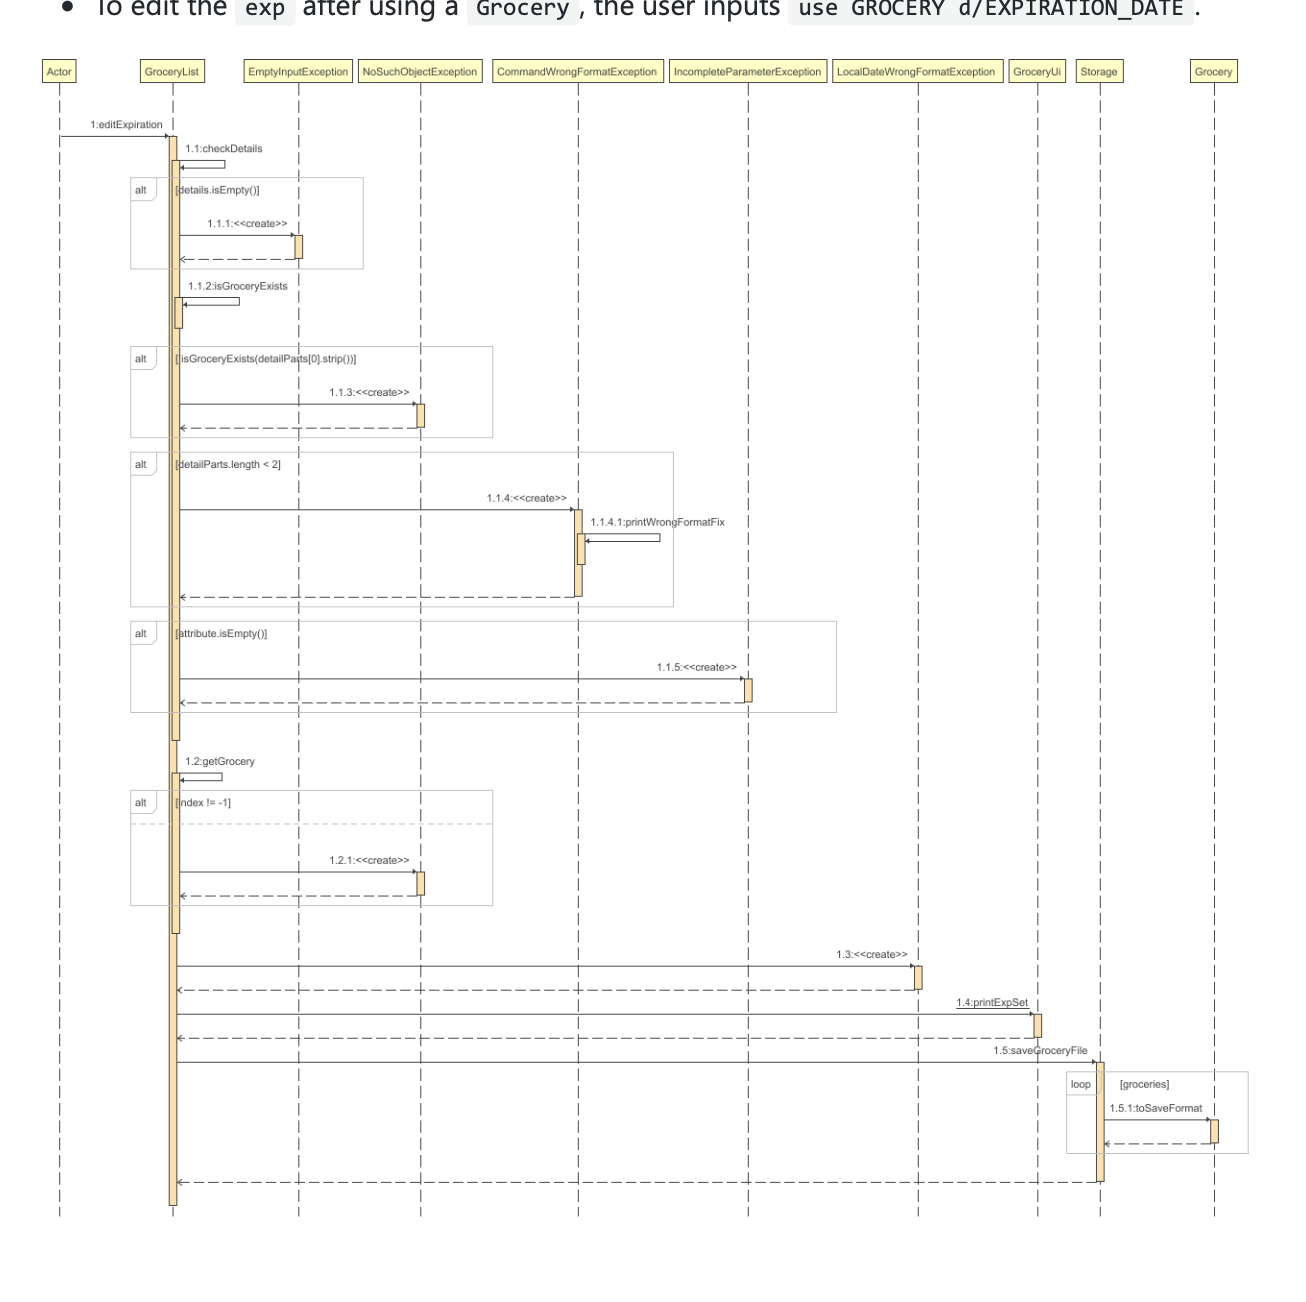 • To edit the exp after using a Grocery, the user inputs use GROCERY d/EXPIRATION_DATE.
Actor GroceryList EmptyInputException NoSuchObjectException CommandWrongFormatException IncompleteParameterException LocalDateWrongFormatException GroceryUi Storage Grocery
1:editExpiration
1.1:checkDetails
alt [details.isEmpty()]
1.1.1:<<create>>
1.1.2:isGroceryExists
alt [!isGroceryExists(detailParts[0].strip())]
1.1.3:<<create>>
alt [detailParts.length < 2]
1.1.4:<<create>>
1.1.4.1:printWrongFormatFix
alt [attribute.isEmpty()]
1.1.5:<<create>>
1.2:getGrocery
alt [index != -1]
1.2.1:<<create>>
1.3:<<create>>
1.4:printExpSet
1.5:saveGroceryFile
loop [groceries]
1.5.1:toSaveFormat